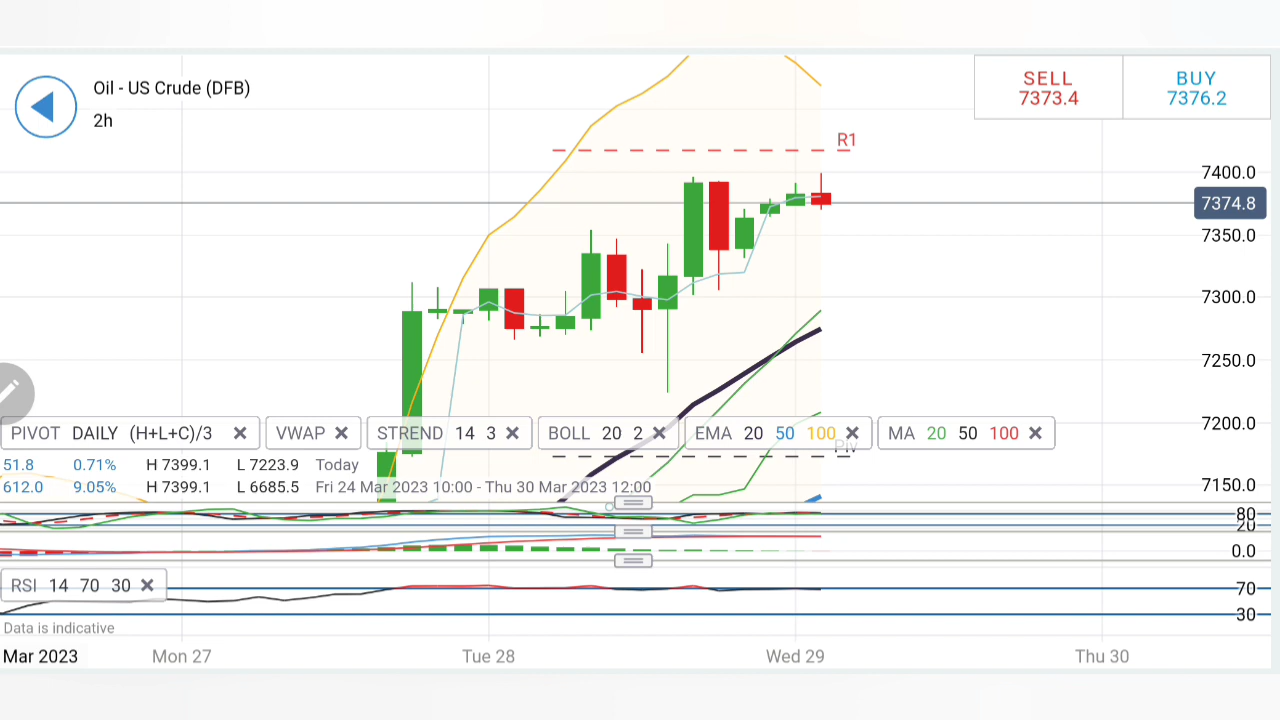 Oil - US Crude (DFB)
2h
SELL
7373.4
BUY
7376.2
R1
7400.0
7374.8
7350.0
7300.0
7250.0
7200.0
7150.0
PIVOT DAILY (H+L+C)/3
VWAP
STREND 14 3
BOLL 20 2
EMA 20 50 100
MA 20 50 100
Piv
51.8 0.71% H 7399.1 L 7223.9 Today
612.0 9.05% H 7399.1 L 6685.5 Fri 24 Mar 2023 10:00 - Thu 30 Mar 2023 12:00
80
20
0.0
RSI 14 70 30
70
30
Data is indicative
Mar 2023 Mon 27 Tue 28 Wed 29 Thu 30